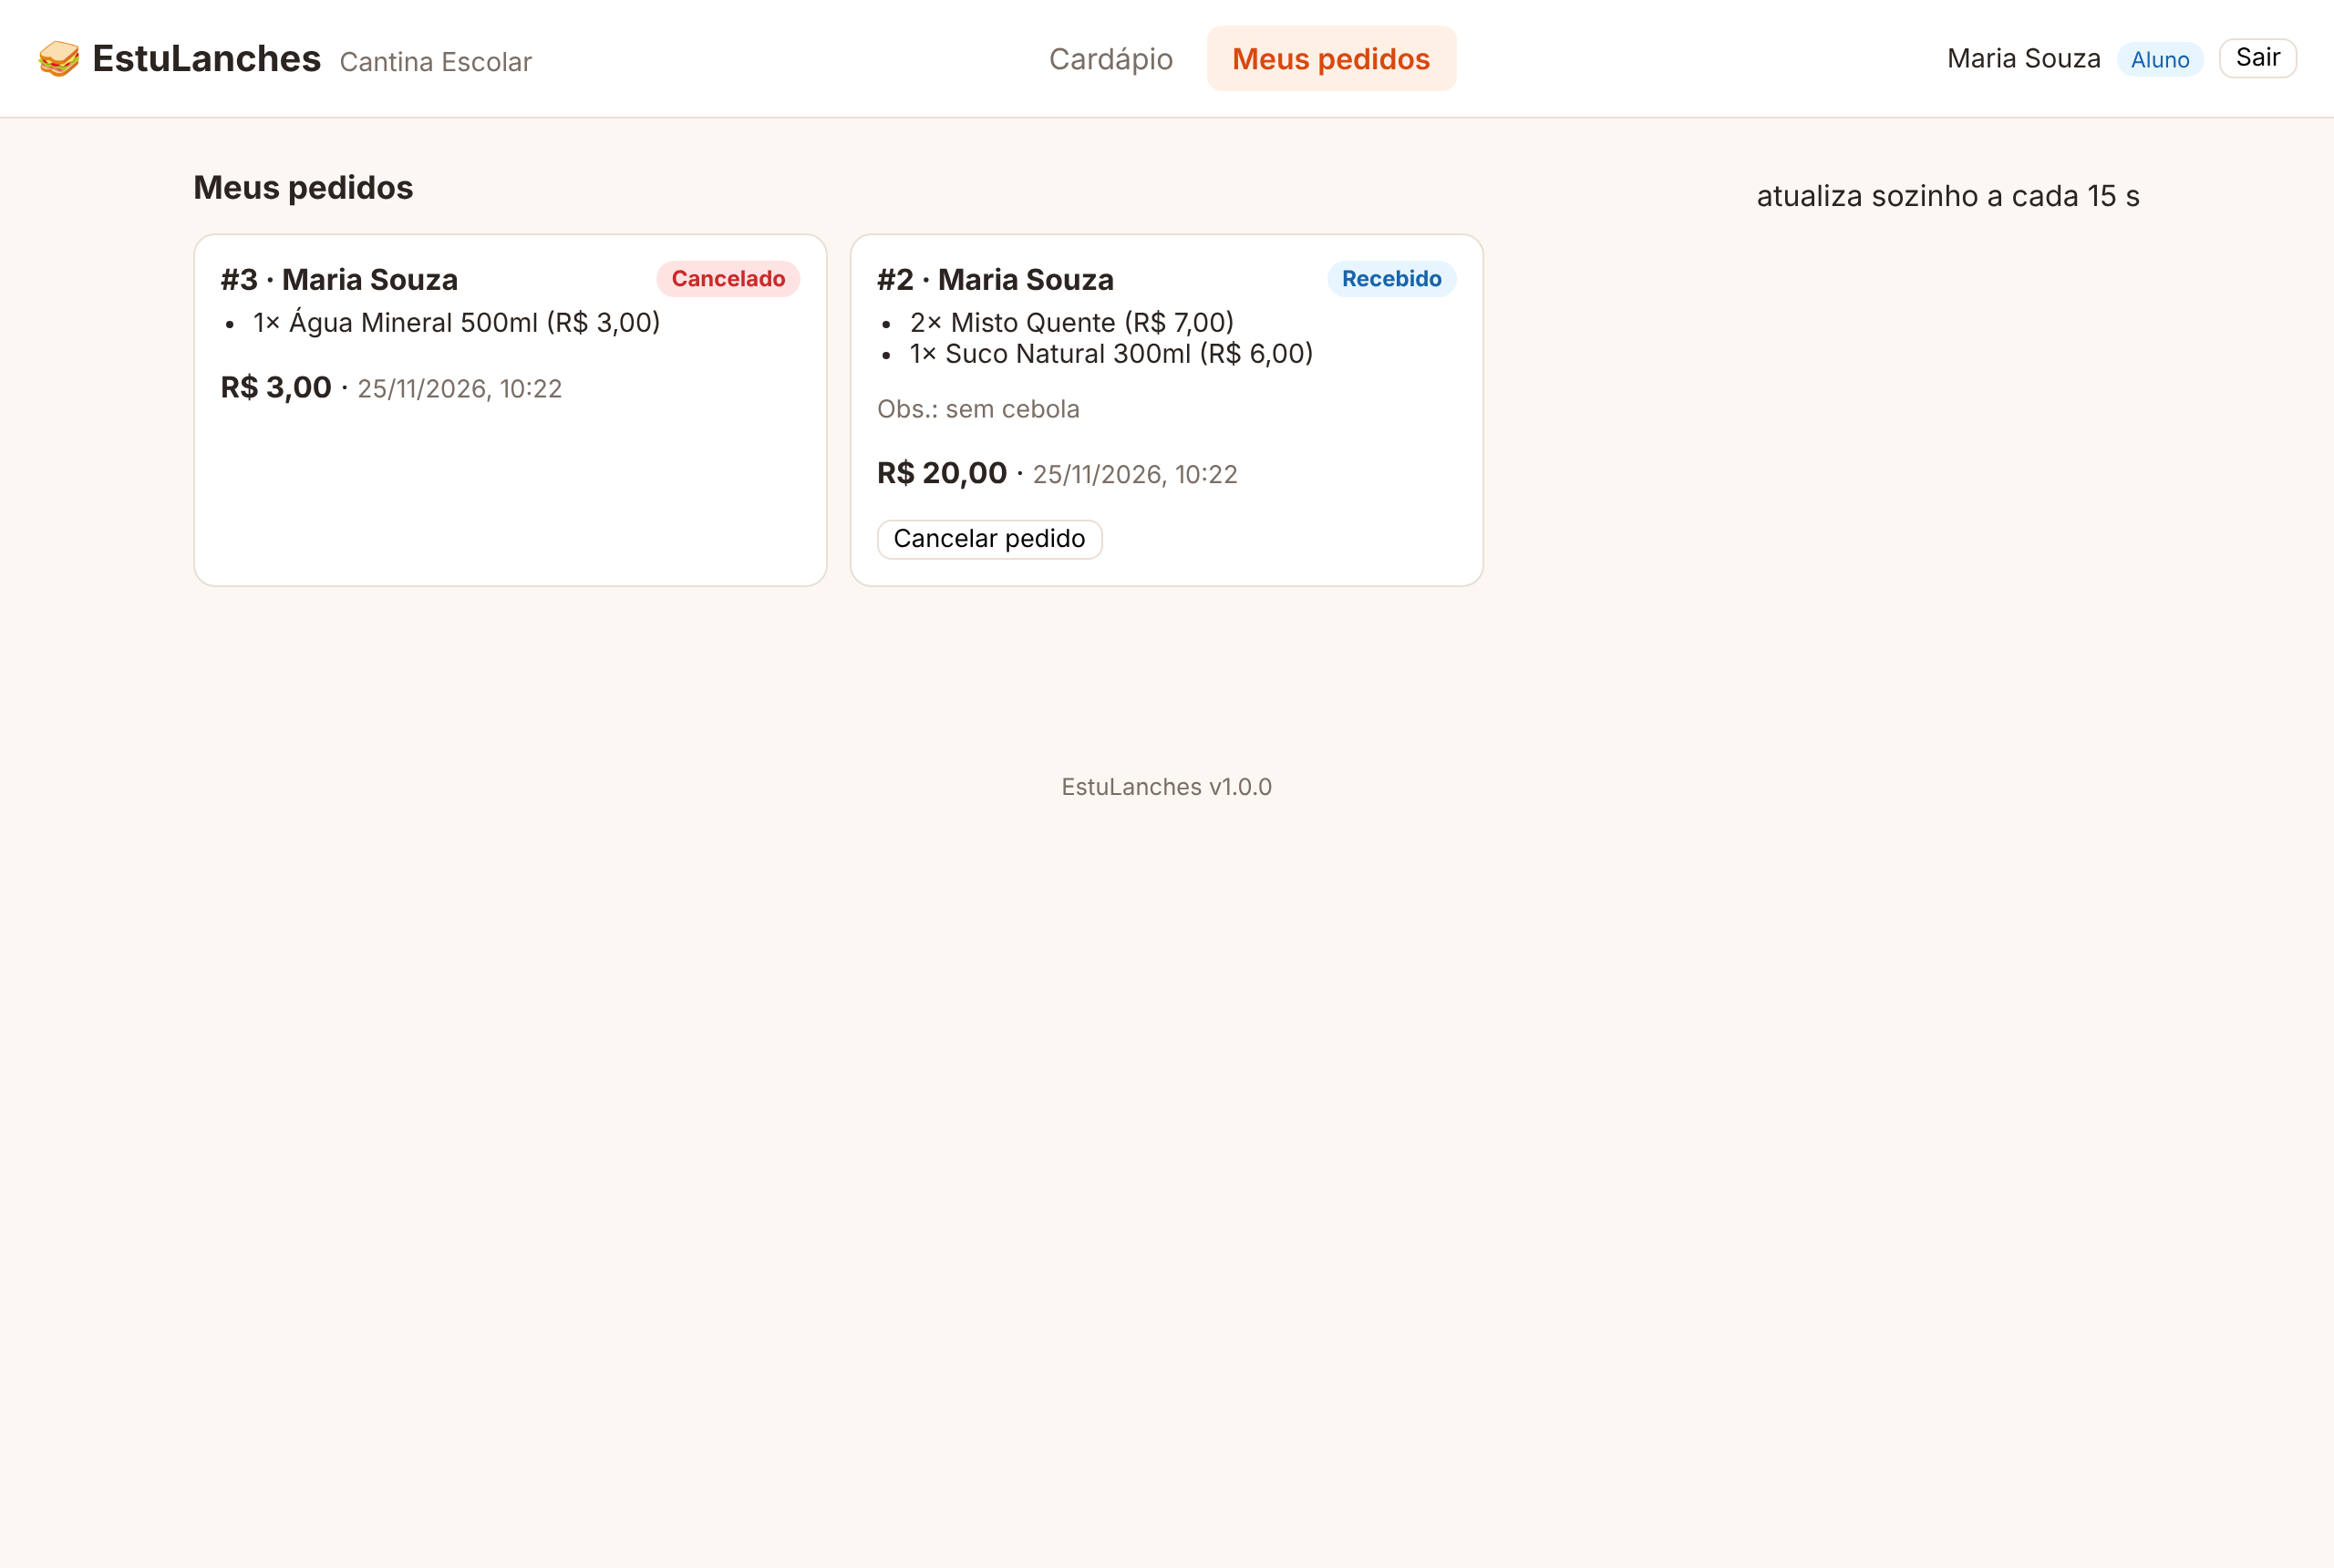 EstuLanches Cantina Escolar
Cardápio
Meus pedidos
Maria Souza
Aluno
Sair
Meus pedidos
atualiza sozinho a cada 15 s
#3 · Maria Souza
Cancelado
• 1× Água Mineral 500ml (R$ 3,00)
R$ 3,00 · 25/11/2026, 10:22
#2 · Maria Souza
Recebido
• 2× Misto Quente (R$ 7,00)
• 1× Suco Natural 300ml (R$ 6,00)
Obs.: sem cebola
R$ 20,00 · 25/11/2026, 10:22
Cancelar pedido
EstuLanches v1.0.0